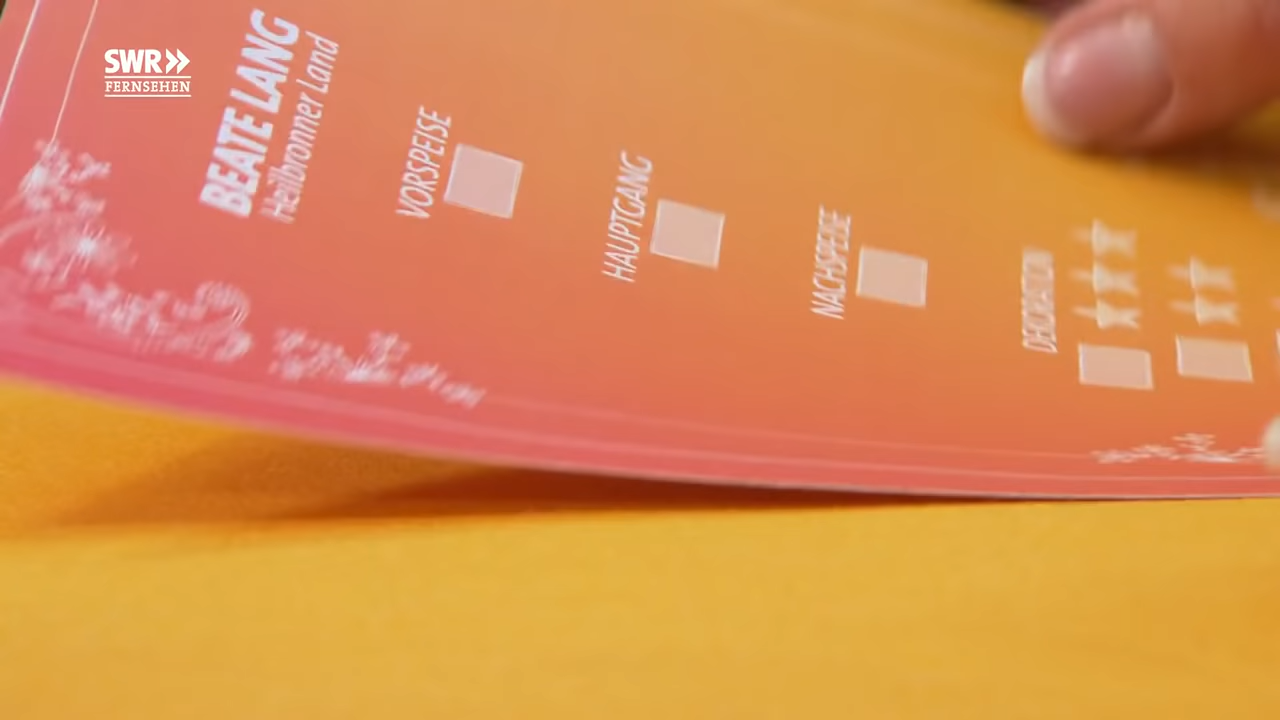 SWR
FERNSEHEN
BEATE LANG
Heilbronner Land
VORSPEISE
HAUPTGANG
NACHSPEISE
DEKORATION